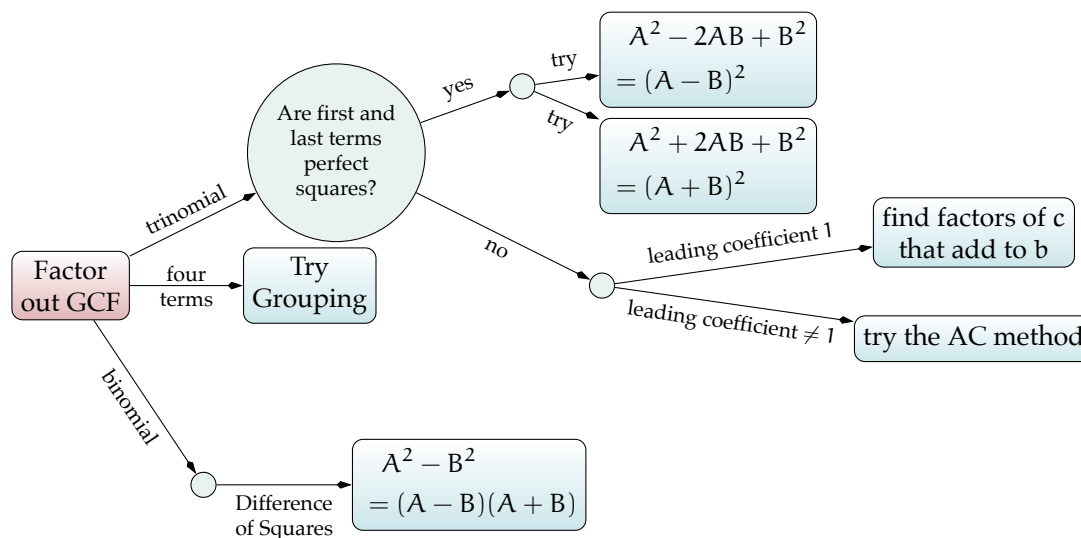 Factor
out GCF
trinomial
Are first and
last terms
perfect
squares?
yes
try
A² − 2AB + B²
= (A − B)²
try
A² + 2AB + B²
= (A + B)²
no
leading coefficient 1
find factors of c
that add to b
leading coefficient ≠ 1
try the AC method
four
terms
Try
Grouping
binomial
Difference
of Squares
A² − B²
= (A − B)(A + B)